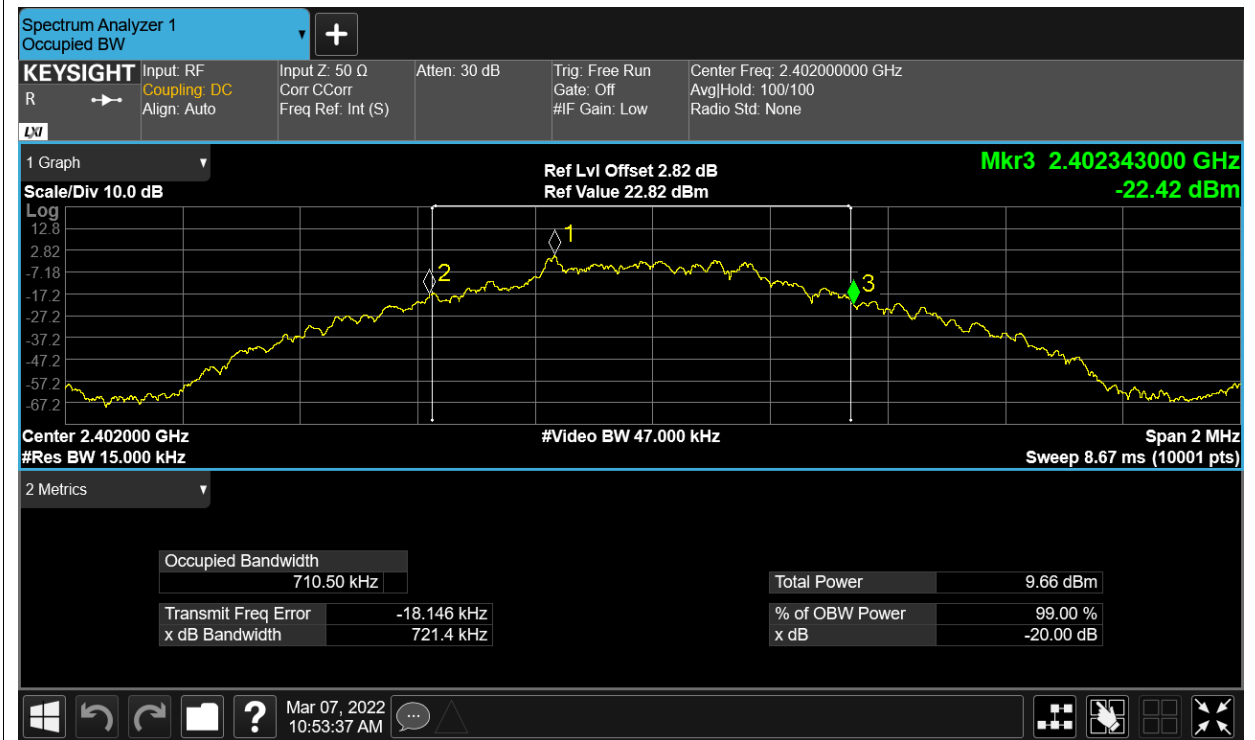 Spectrum Analyzer 1
Occupied BW
KEYSIGHT
R
LXI
Input: RF
Coupling: DC
Align: Auto
Input Z: 50 Ω
Corr CCorr
Freq Ref: Int (S)
Atten: 30 dB
Trig: Free Run
Gate: Off
#IF Gain: Low
Center Freq: 2.402000000 GHz
Avg|Hold: 100/100
Radio Std: None
1 Graph
Scale/Div 10.0 dB
Ref Lvl Offset 2.82 dB
Ref Value 22.82 dBm
Mkr3 2.402343000 GHz
-22.42 dBm
Log
12.8
2.82
-7.18
-17.2
-27.2
-37.2
-47.2
-57.2
-67.2
1
2
3
Center 2.402000 GHz
#Res BW 15.000 kHz
#Video BW 47.000 kHz
Span 2 MHz
Sweep 8.67 ms (10001 pts)
2 Metrics
Occupied Bandwidth
710.50 kHz
Transmit Freq Error -18.146 kHz
x dB Bandwidth 721.4 kHz
Total Power 9.66 dBm
% of OBW Power 99.00 %
x dB -20.00 dB
?
Mar 07, 2022
10:53:37 AM